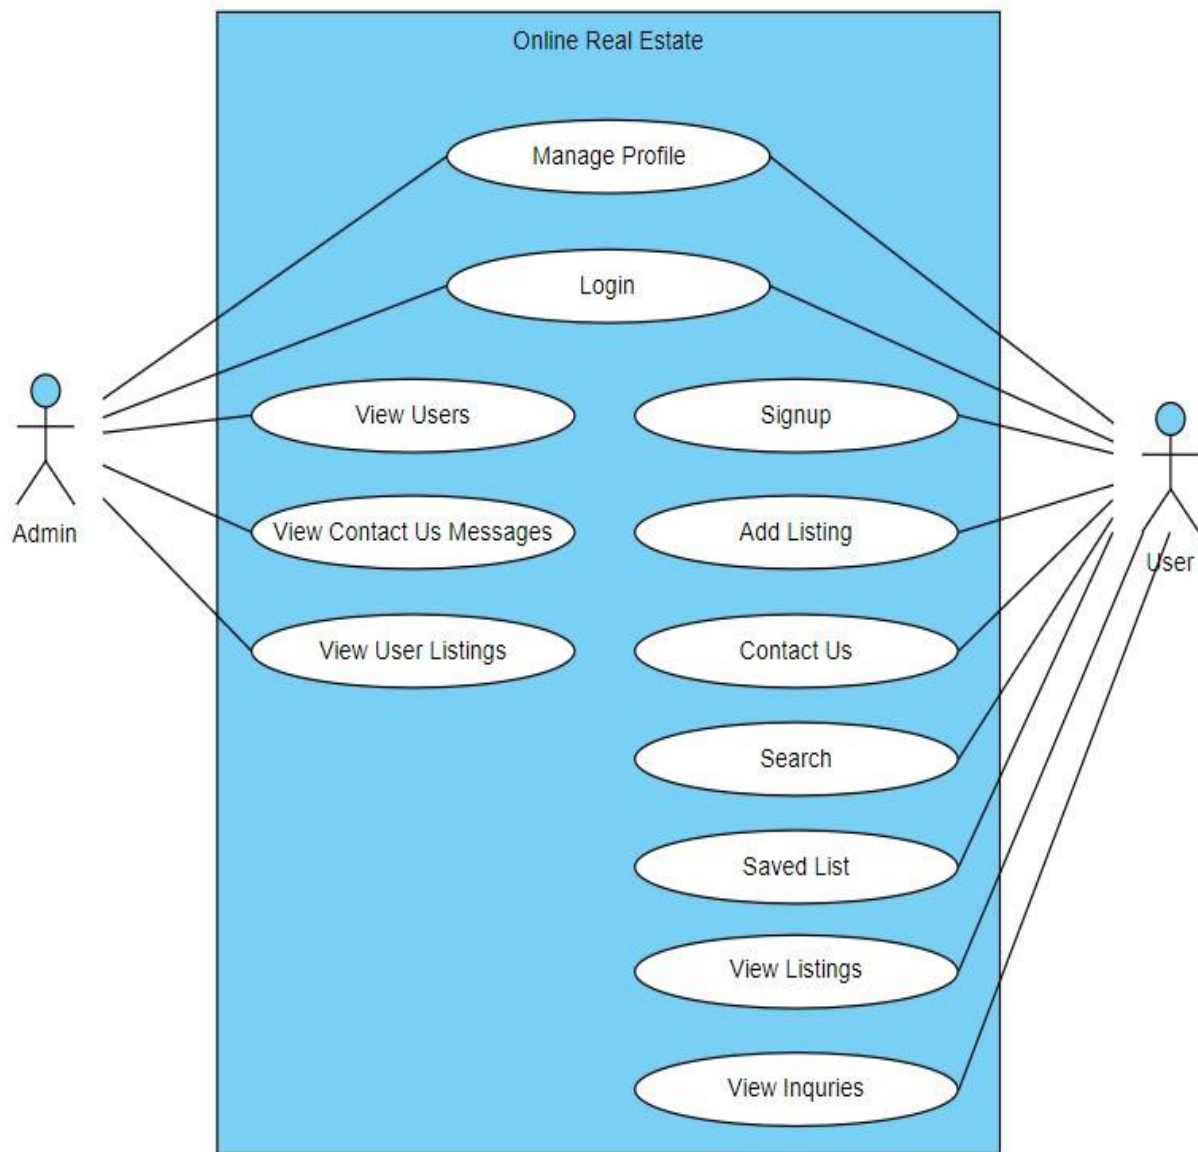 Online Real Estate
Manage Profile
Login
View Users
Signup
Admin
View Contact Us Messages
Add Listing
User
View User Listings
Contact Us
Search
Saved List
View Listings
View Inquries